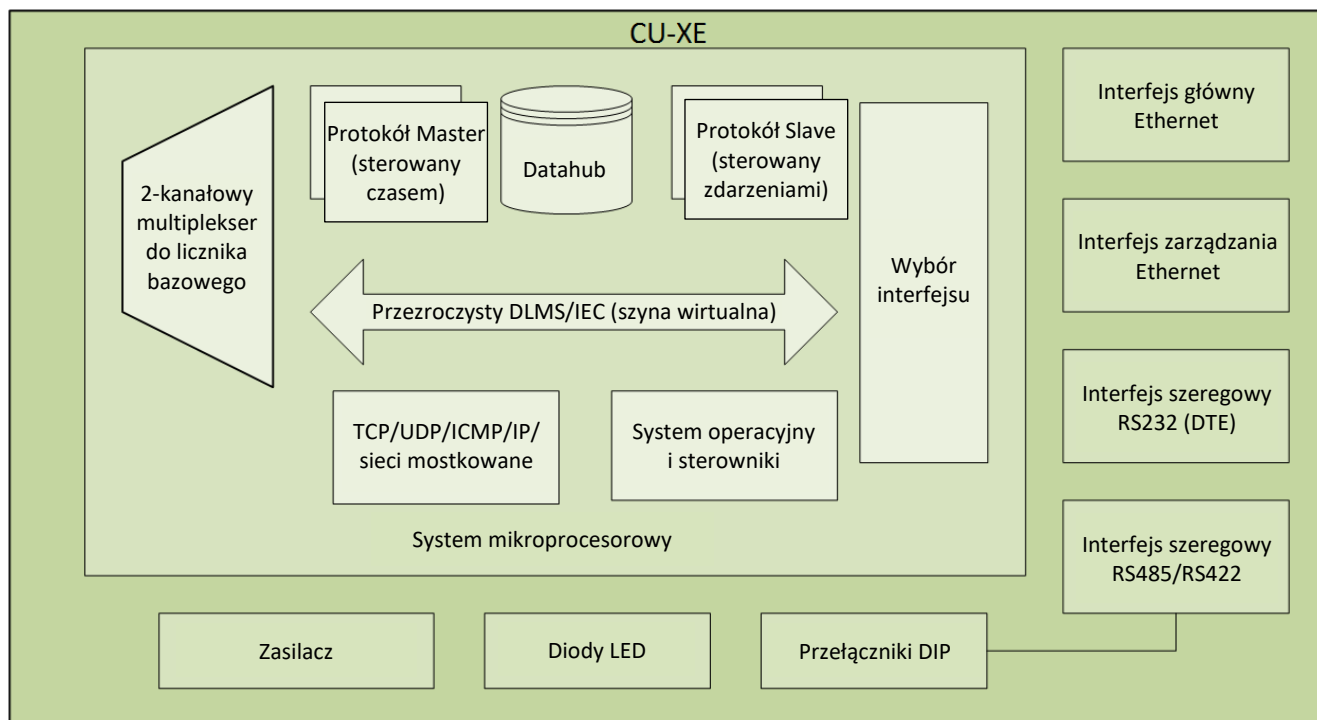 CU-XE
2-kanałowy
multiplekser
do licznika
bazowego
Protokół Master
(sterowany
czasem)
Datahub
Protokół Slave
(sterowany
zdarzeniami)
Wybór
interfejsu
Przezroczysty DLMS/IEC (szyna wirtualna)
TCP/UDP/ICMP/IP/
sieci mostkowane
System operacyjny
i sterowniki
System mikroprocesorowy
Interfejs główny
Ethernet
Interfejs zarządzania
Ethernet
Interfejs szeregowy
RS232 (DTE)
Interfejs szeregowy
RS485/RS422
Zasilacz
Diody LED
Przełączniki DIP